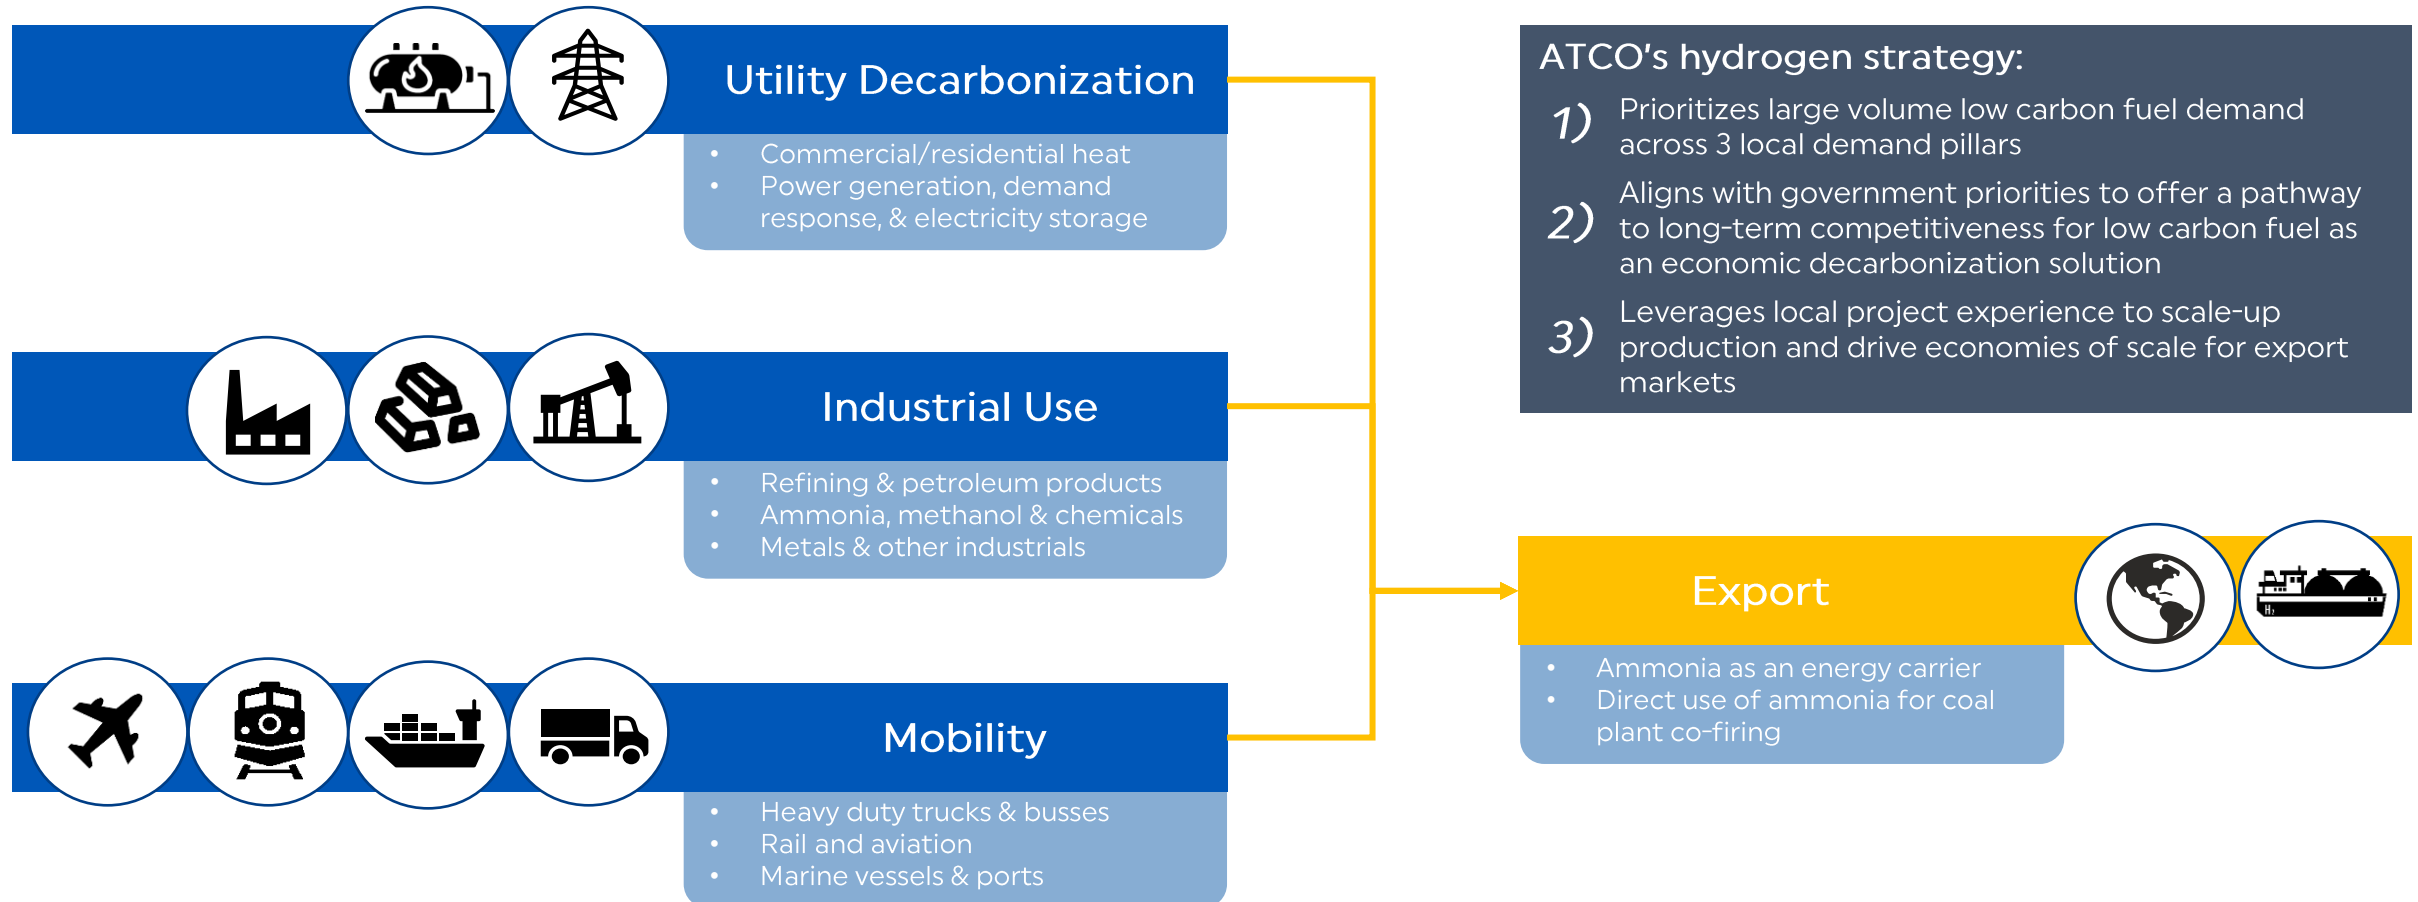 Utility Decarbonization
• Commercial/residential heat
• Power generation, demand
response, & electricity storage
Industrial Use
• Refining & petroleum products
• Ammonia, methanol & chemicals
• Metals & other industrials
Mobility
• Heavy duty trucks & busses
• Rail and aviation
• Marine vessels & ports
ATCO's hydrogen strategy:
1) Prioritizes large volume low carbon fuel demand
across 3 local demand pillars
2) Aligns with government priorities to offer a pathway
to long-term competitiveness for low carbon fuel as
an economic decarbonization solution
3) Leverages local project experience to scale-up
production and drive economies of scale for export
markets
Export
H₂
• Ammonia as an energy carrier
• Direct use of ammonia for coal
plant co-firing